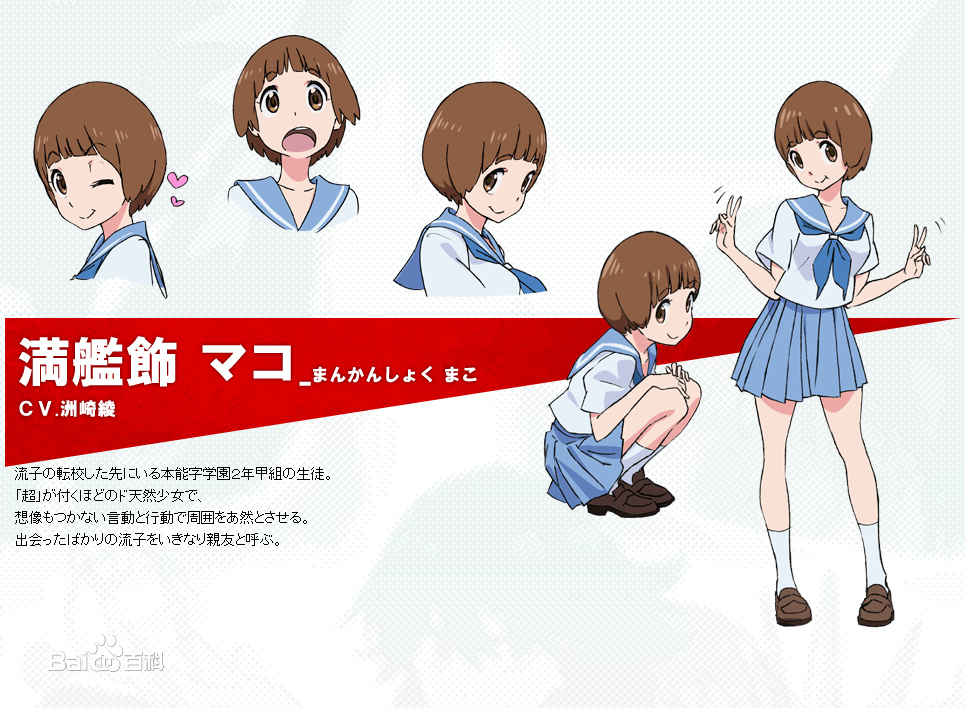 満艦飾 マコ_まんかんしょく まこ
CV.洲崎綾
流子の転校した先にいる本能字学園2年甲組の生徒。
「超」が付くほどのド天然少女で、
想像もつかない言動と行動で周囲をあ然とさせる。
出会ったばかりの流子をいきなり親友と呼ぶ。
Bai du 百科